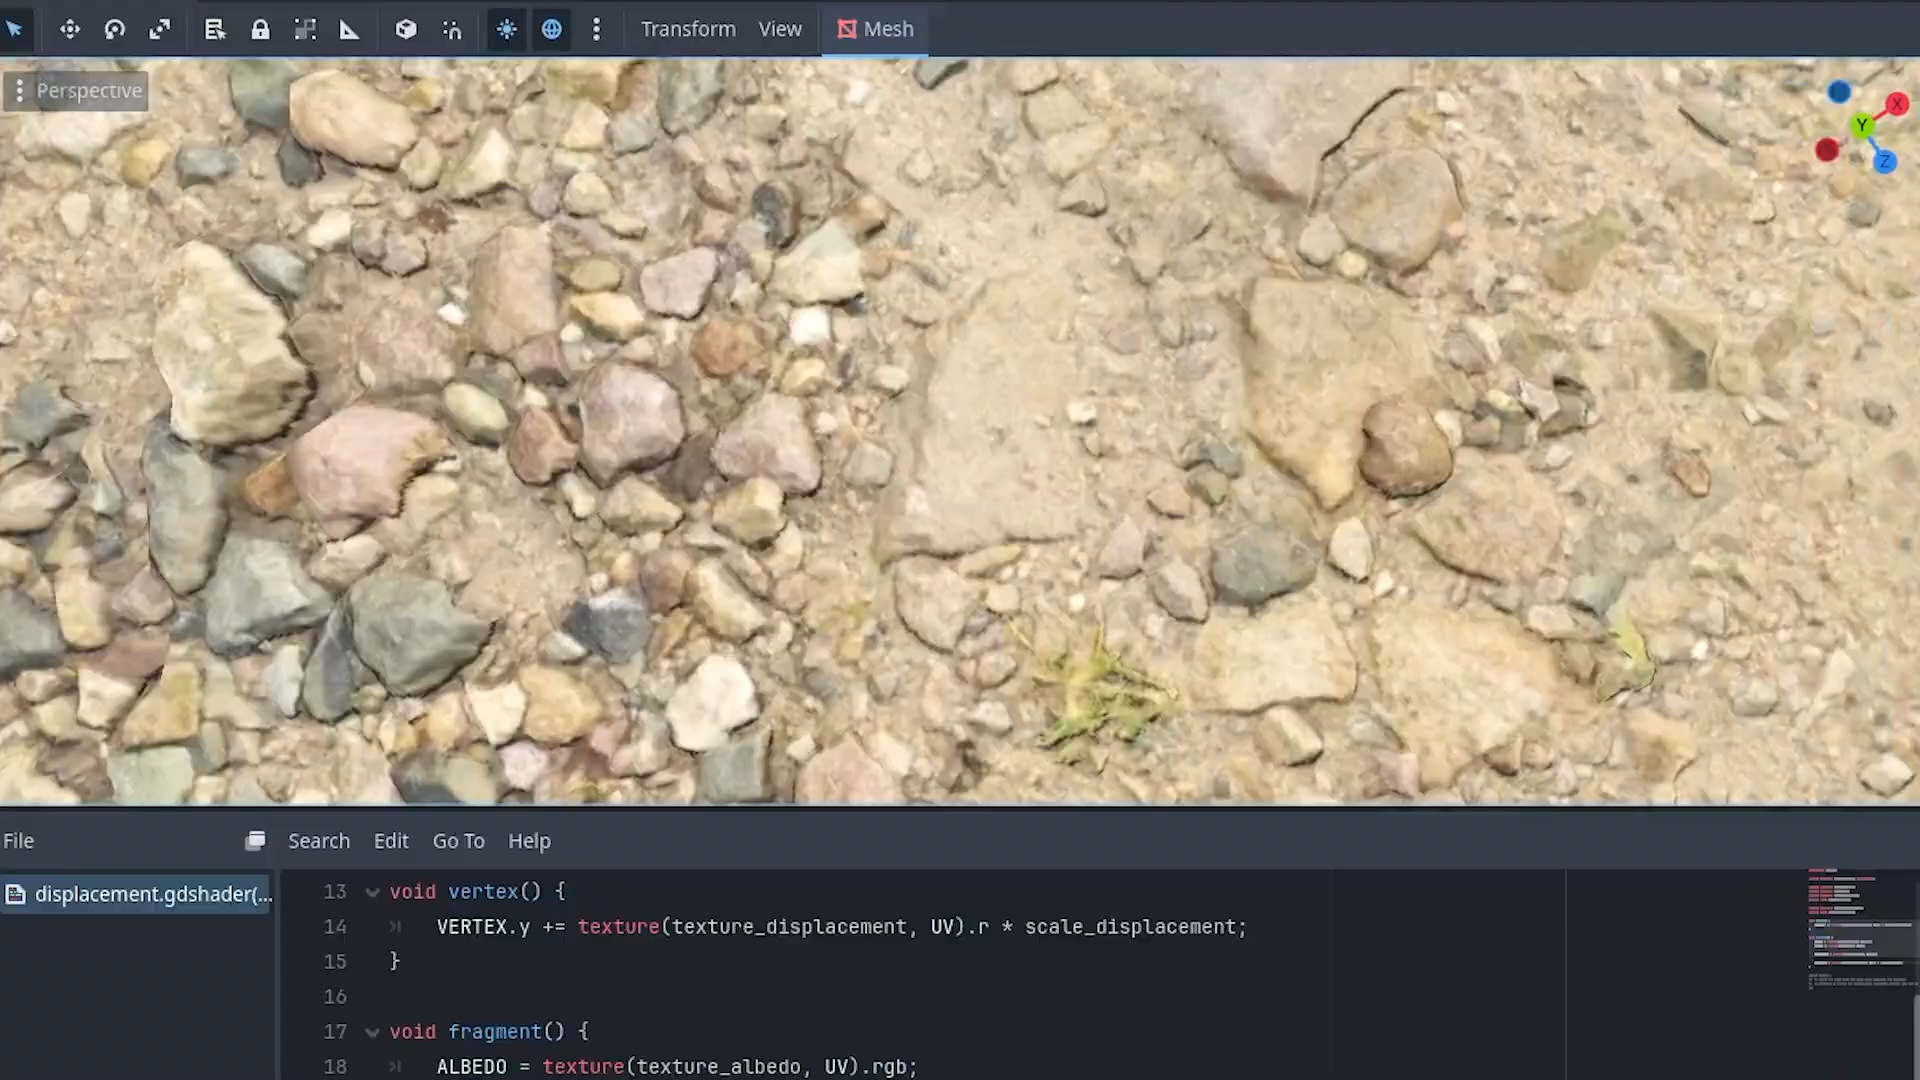 Transform View Mesh
Perspective
X
Y
Z
File Search Edit Go To Help
displacement.gdshader(...
13 void vertex() {
14 VERTEX.y += texture(texture_displacement, UV).r * scale_displacement;
15 }
16
17 void fragment() {
18 ALBEDO = texture(texture_albedo, UV).rgb;